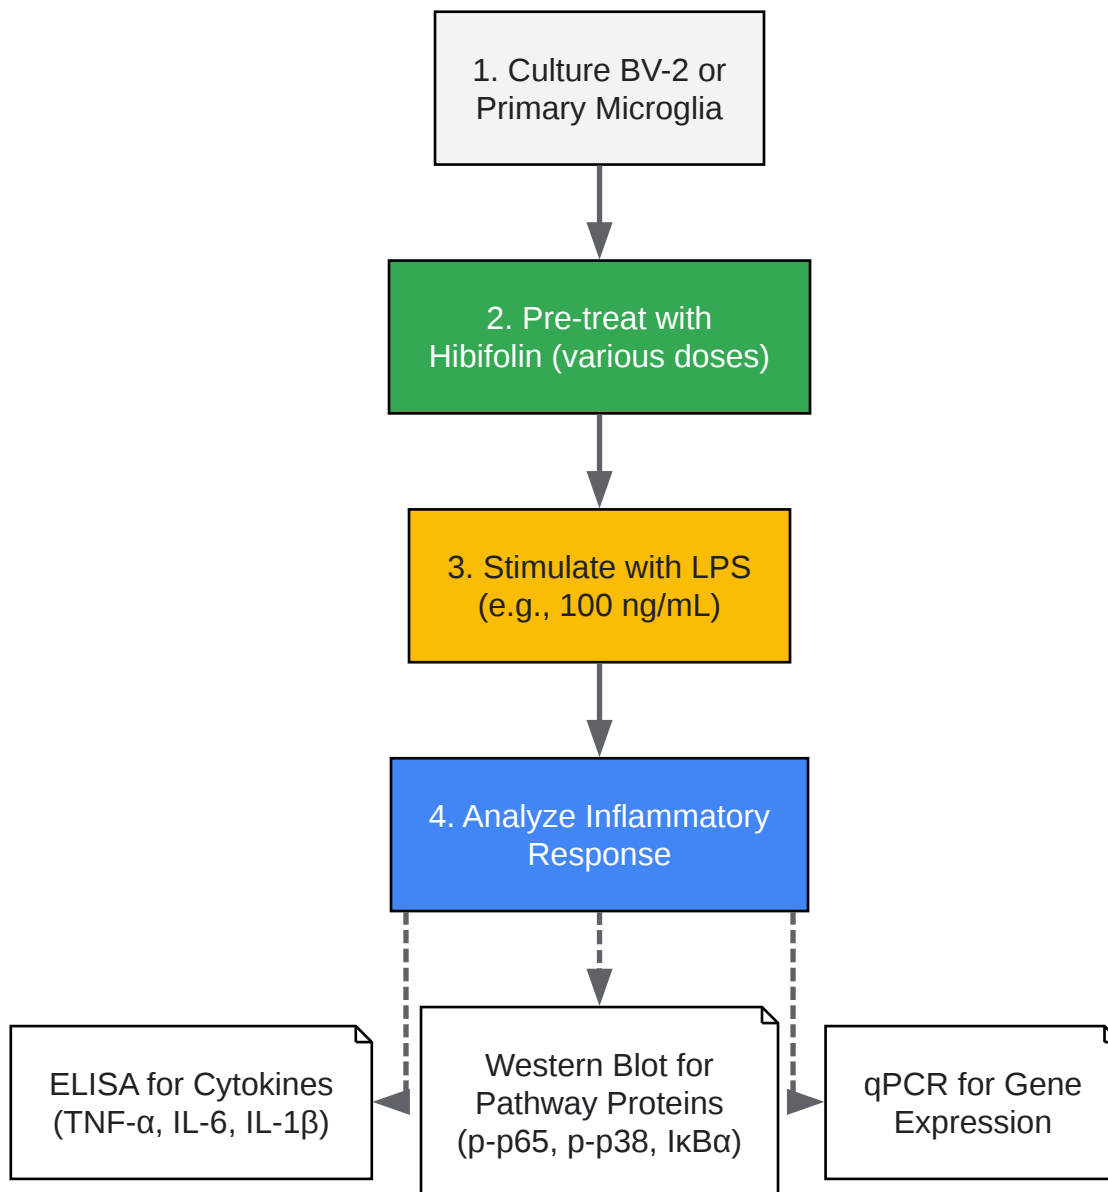 1. Culture BV-2 or
Primary Microglia
2. Pre-treat with
Hibifolin (various doses)
3. Stimulate with LPS
(e.g., 100 ng/mL)
4. Analyze Inflammatory
Response
ELISA for Cytokines
(TNF-α, IL-6, IL-1β)
Western Blot for
Pathway Proteins
(p-p65, p-p38, IκBα)
qPCR for Gene
Expression